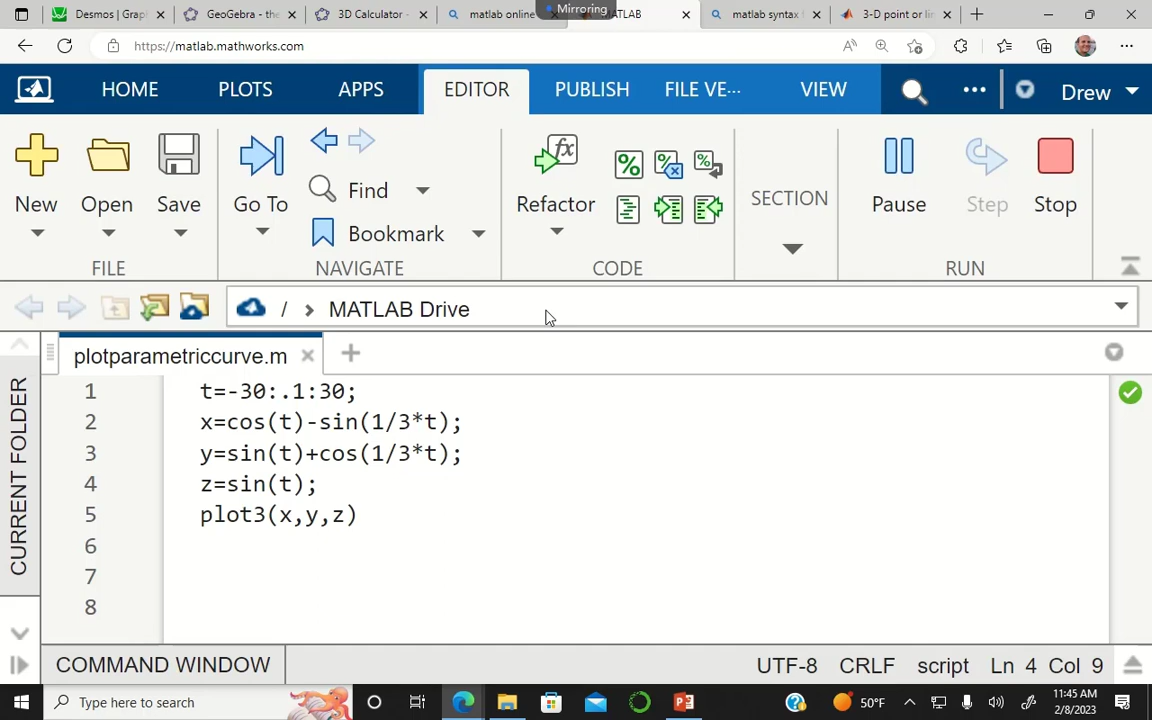 Mirroring
Desmos | Grap
GeoGebra - the
3D Calculator -
matlab online
MATLAB
matlab syntax
3-D point or lin
https://matlab.mathworks.com
HOME
PLOTS
APPS
EDITOR
PUBLISH
FILE VE...
VIEW
Drew
New
Open
Save
Go To
Find
Bookmark
Refactor
SECTION
Pause
Step
Stop
FILE
NAVIGATE
CODE
RUN
/ MATLAB Drive
CURRENT FOLDER
plotparametriccurve.m
1 t=-30:.1:30;
2 x=cos(t)-sin(1/3*t);
3 y=sin(t)+cos(1/3*t);
4 z=sin(t);
5 plot3(x,y,z)
6
7
8
COMMAND WINDOW
UTF-8 CRLF script Ln 4 Col 9
Type here to search
50°F
11:45 AM
2/8/2023